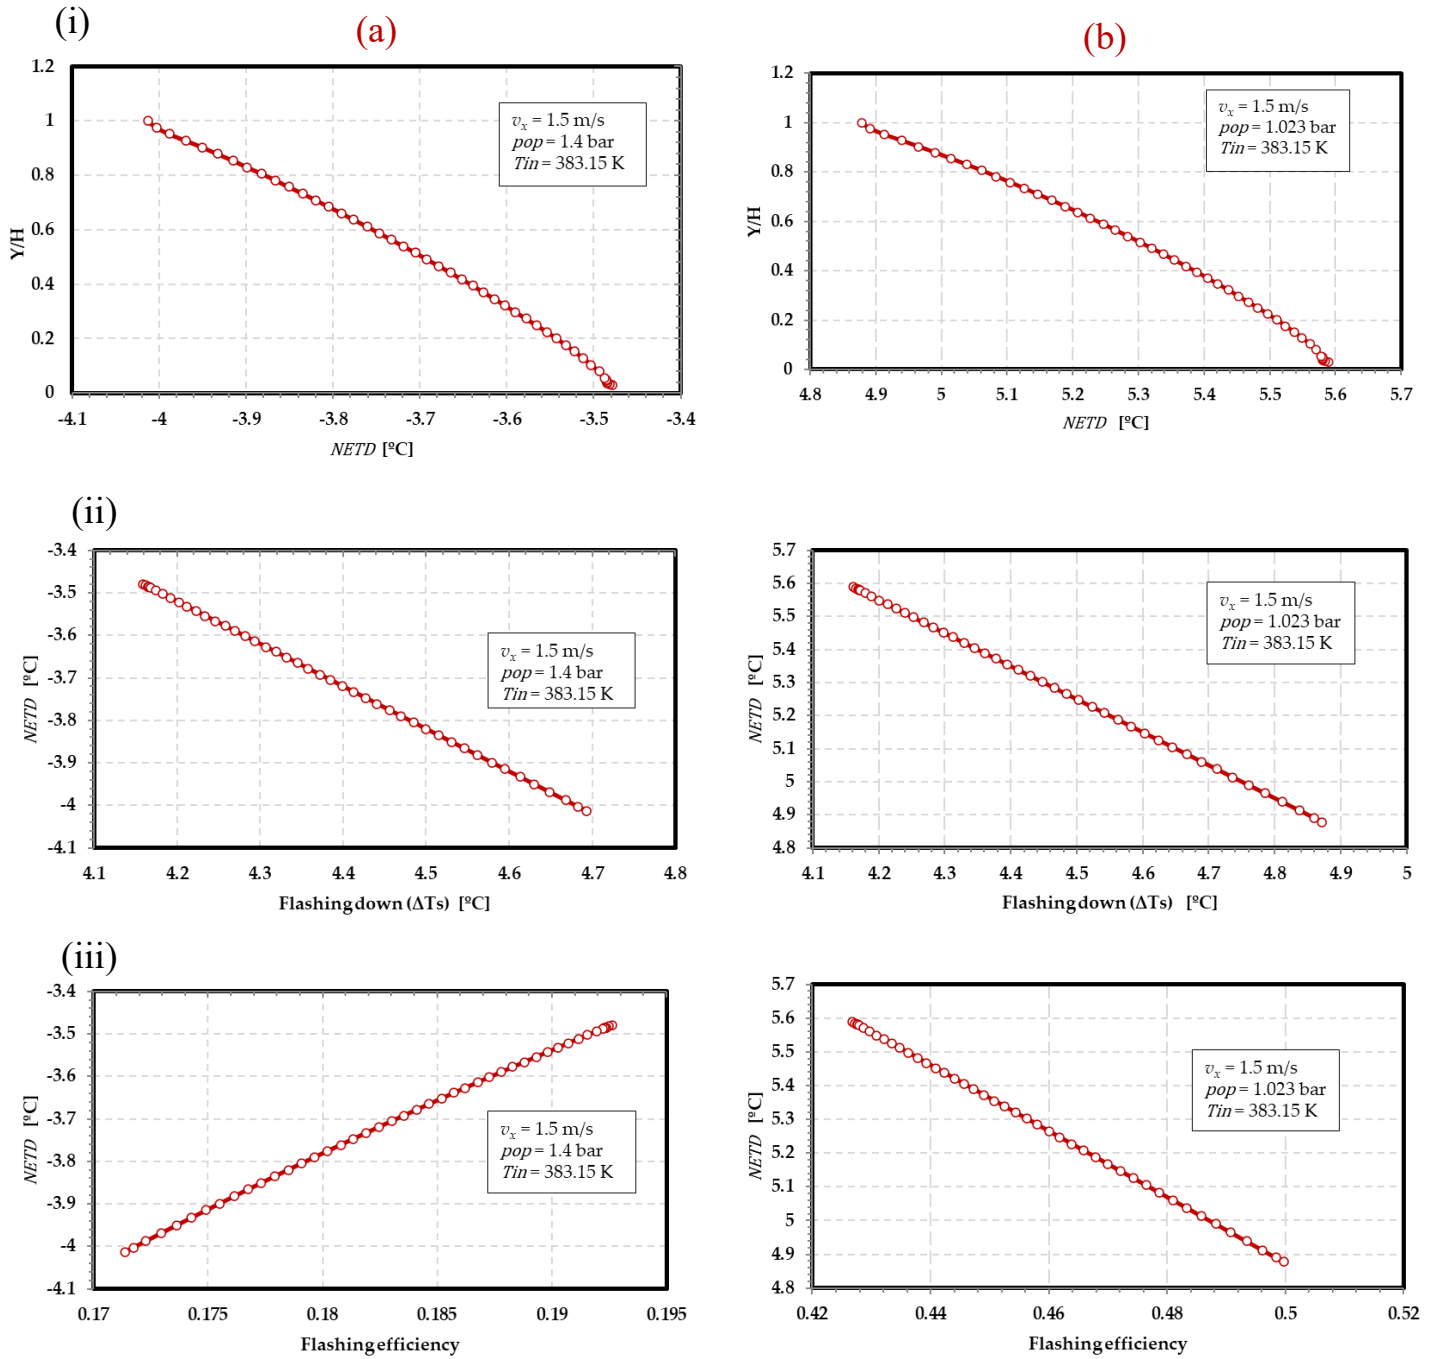 (i)
(a)
(b)
1.2
1
0.8
0.6
0.4
0.2
0
Y/H
vx = 1.5 m/s
pop = 1.4 bar
Tin = 383.15 K
-4.1 -4 -3.9 -3.8 -3.7 -3.6 -3.5 -3.4
NETD [ºC]
1.2
1
0.8
0.6
0.4
0.2
0
Y/H
vx = 1.5 m/s
pop = 1.023 bar
Tin = 383.15 K
4.8 4.9 5 5.1 5.2 5.3 5.4 5.5 5.6 5.7
NETD [ºC]
(ii)
-3.4
-3.5
-3.6
-3.7
-3.8
-3.9
-4
-4.1
NETD [ºC]
vx = 1.5 m/s
pop = 1.4 bar
Tin = 383.15 K
4.1 4.2 4.3 4.4 4.5 4.6 4.7 4.8
Flashing down (ΔTs) [ºC]
5.7
5.6
5.5
5.4
5.3
5.2
5.1
5
4.9
4.8
NETD [ºC]
vx = 1.5 m/s
pop = 1.023 bar
Tin = 383.15 K
4.1 4.2 4.3 4.4 4.5 4.6 4.7 4.8 4.9 5
Flashing down (ΔTs) [ºC]
(iii)
-3.4
-3.5
-3.6
-3.7
-3.8
-3.9
-4
-4.1
NETD [ºC]
vx = 1.5 m/s
pop = 1.4 bar
Tin = 383.15 K
0.17 0.175 0.18 0.185 0.19 0.195
Flashing efficiency
5.7
5.6
5.5
5.4
5.3
5.2
5.1
5
4.9
4.8
NETD [ºC]
vx = 1.5 m/s
pop = 1.023 bar
Tin = 383.15 K
0.42 0.44 0.46 0.48 0.5 0.52
Flashing efficiency